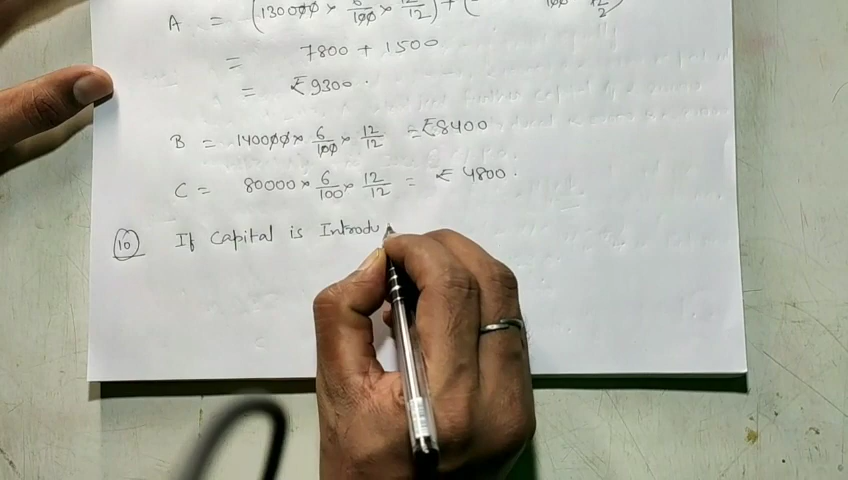 A = (130000 × 6/100 × 12/12) + (
= 7800 + 1500
= ₹9300.
B = 140000 × 6/100 × 12/12 = ₹8400
C = 80000 × 6/100 × 12/12 = ₹4800.
(10) If Capital is Introdu